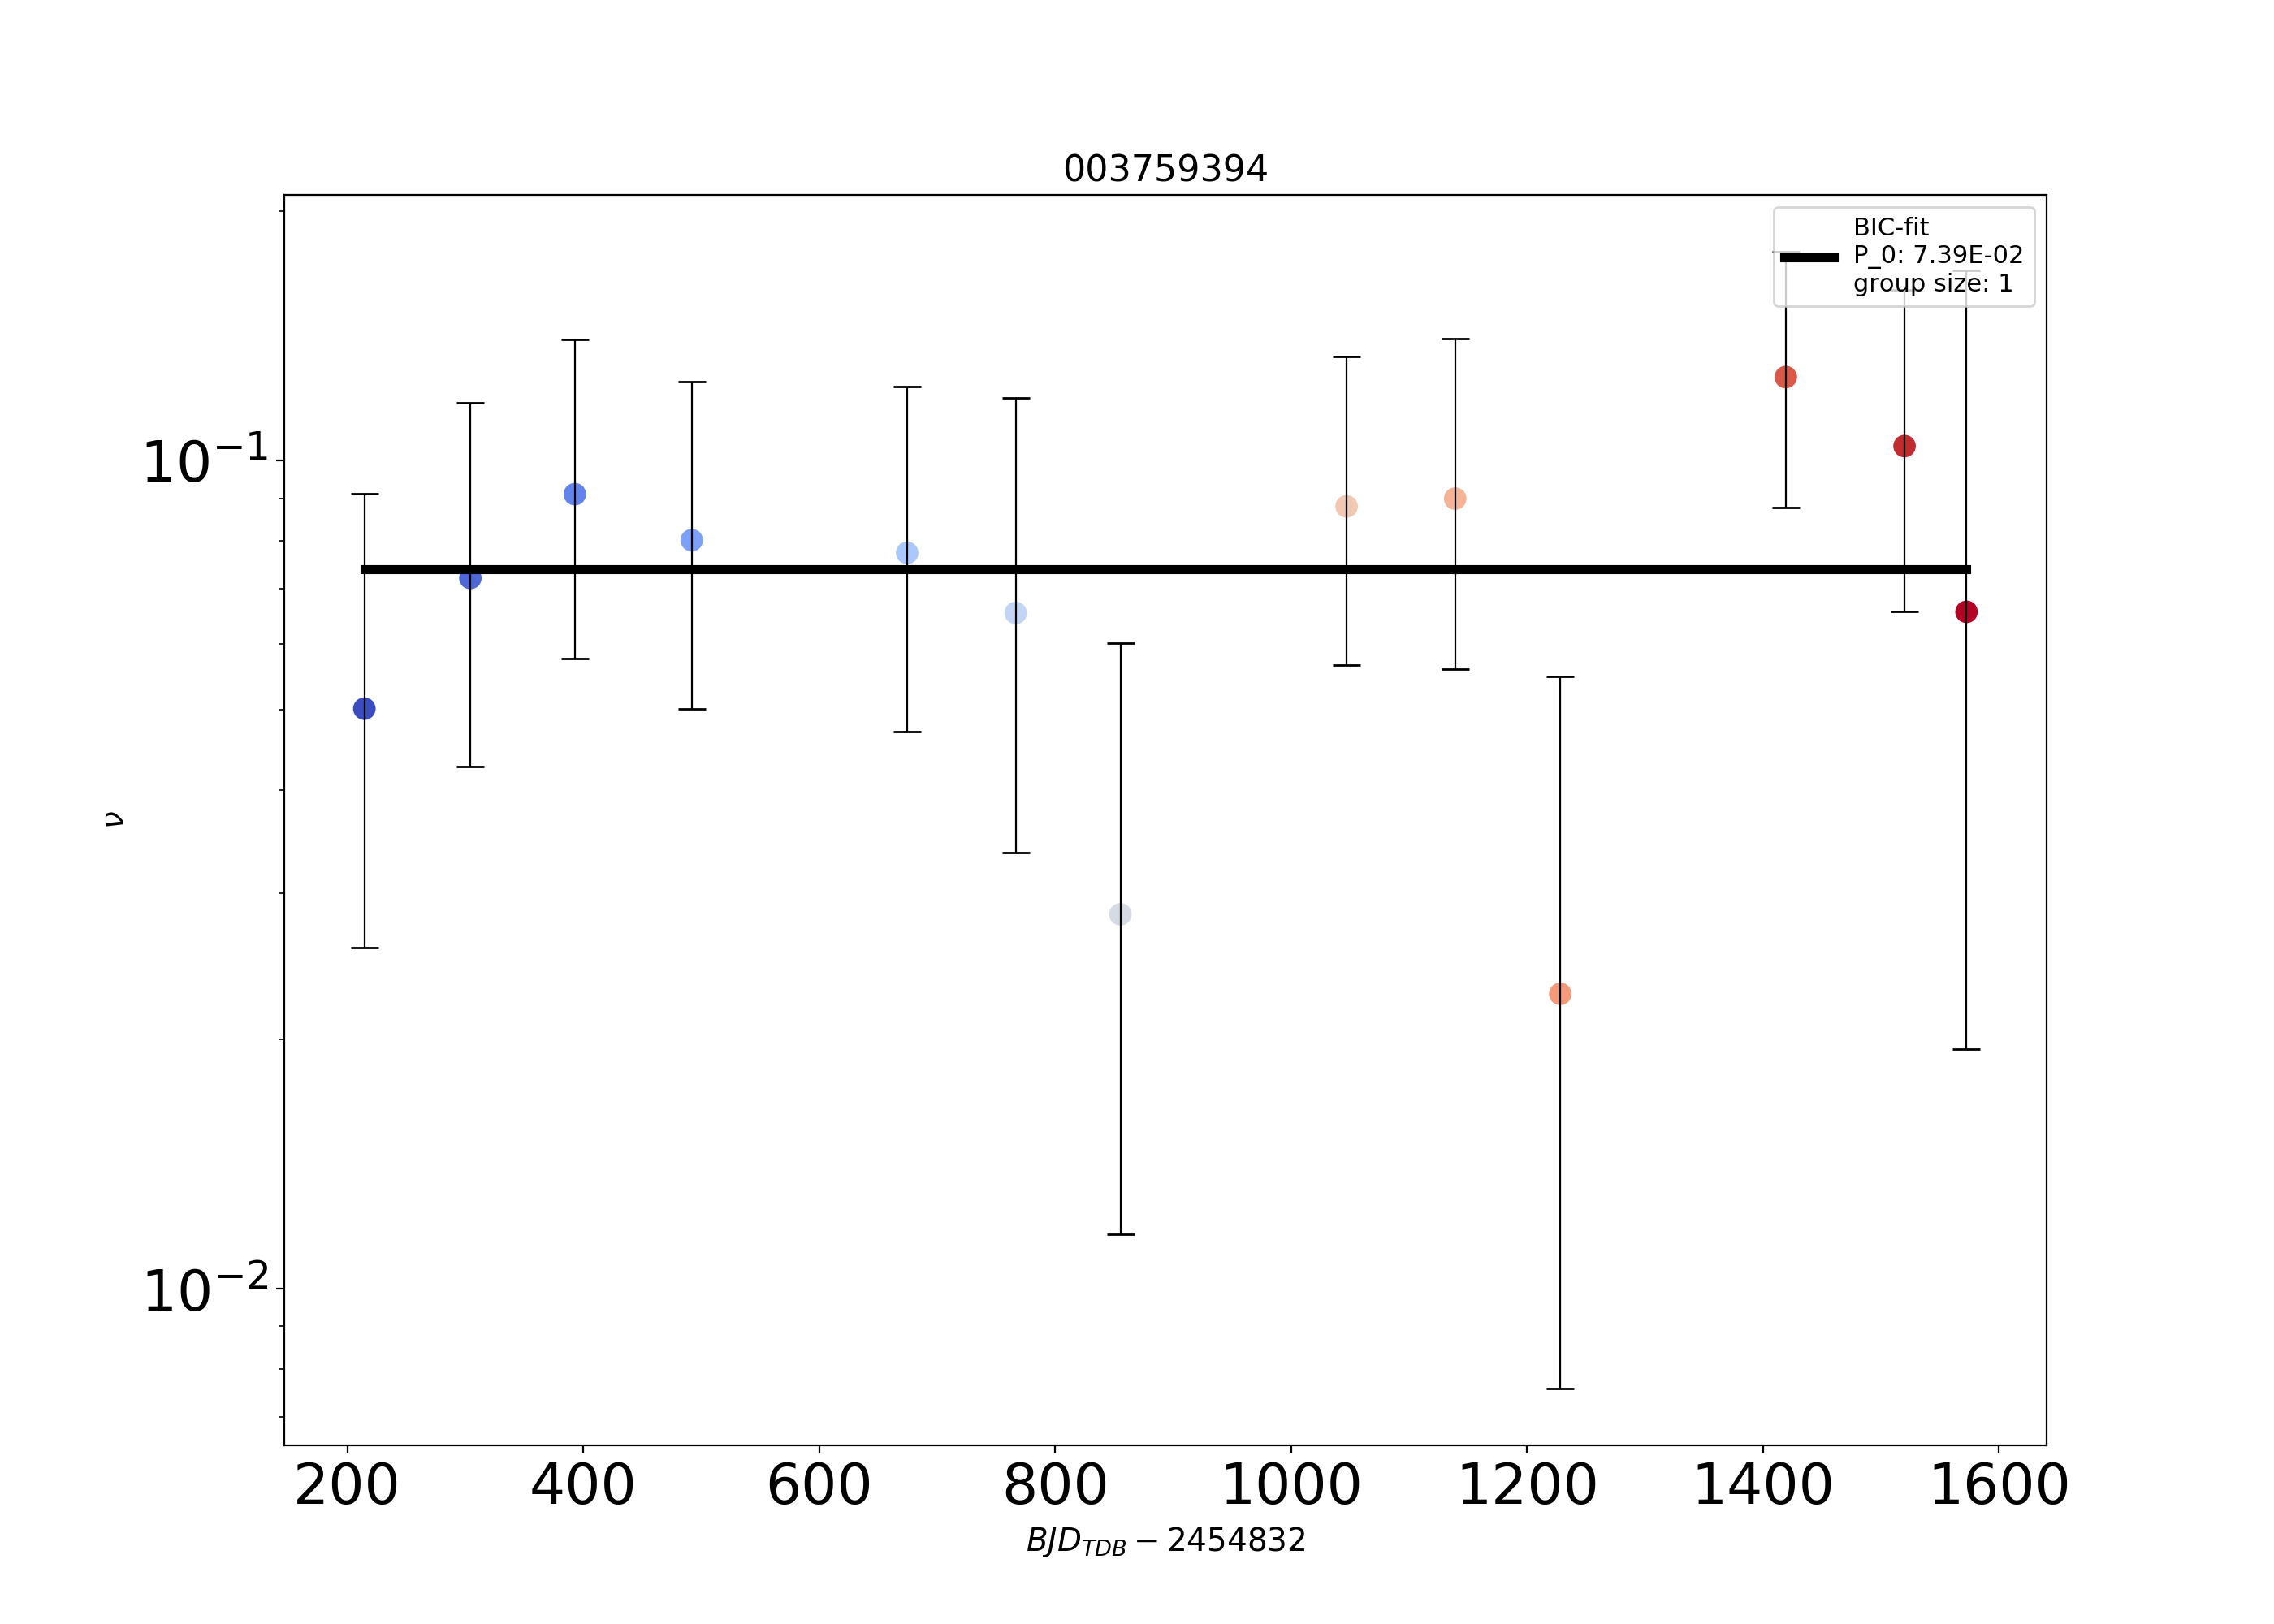 003759394
BIC-fit
P_0: 7.39E-02
group size: 1
10⁻¹
10⁻²
ν
200 400 600 800 1000 1200 1400 1600
BJD_TDB − 2454832